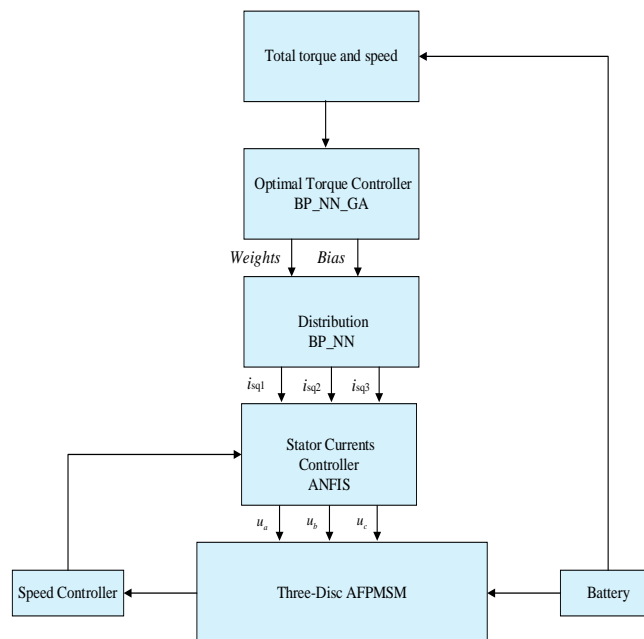 Total torque and speed
Optimal Torque Controller
BP_NN_GA
Weights Bias
Distribution
BP_NN
isq1 isq2 isq3
Stator Currents
Controller
ANFIS
ua ub uc
Speed Controller
Three-Disc AFPMSM
Battery